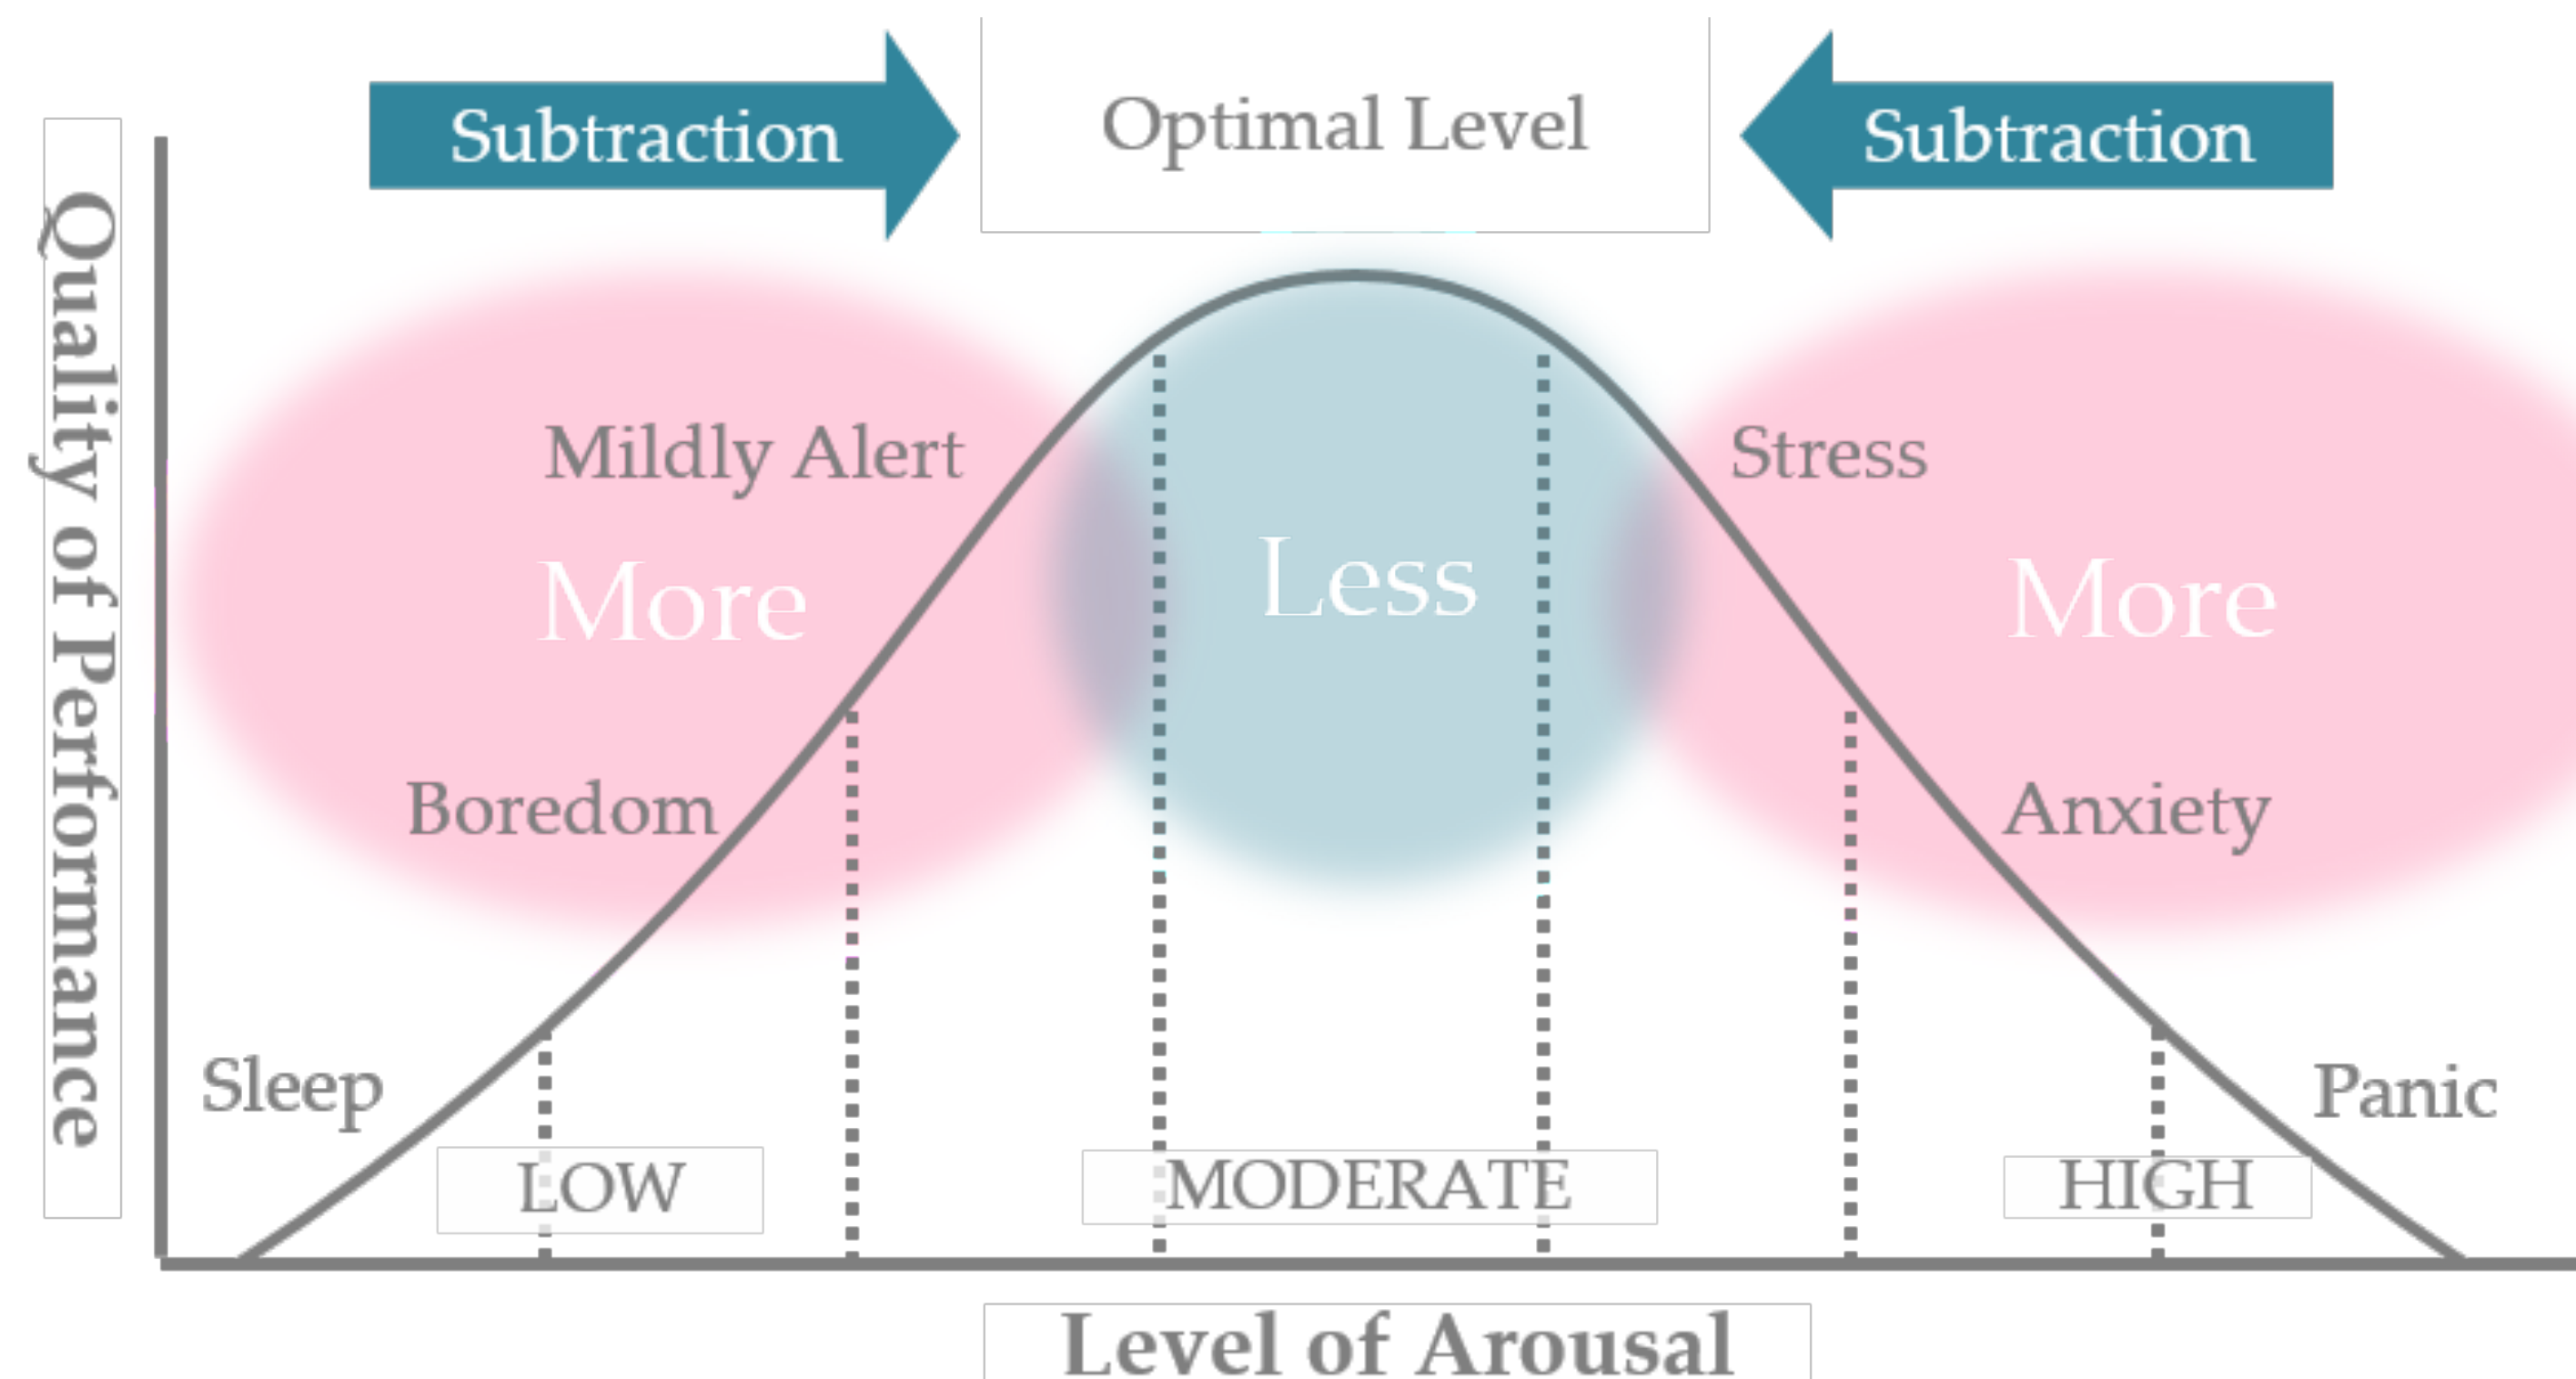 Subtraction
Optimal Level
Subtraction
Quality of Performance
Mildly Alert
Stress
More
Less
More
Boredom
Anxiety
Sleep
Panic
LOW
MODERATE
HIGH
Level of Arousal